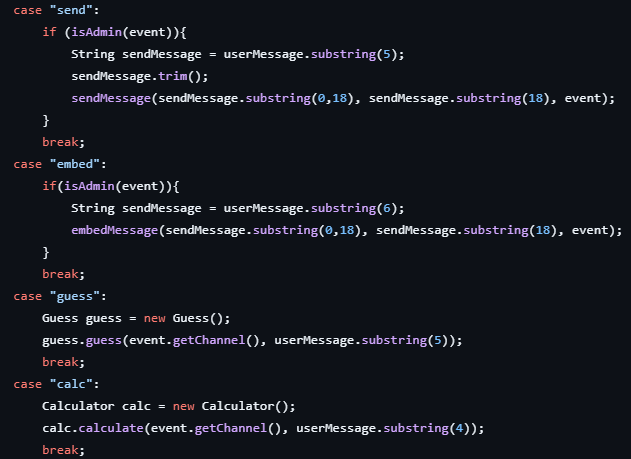 case "send":
if (isAdmin(event)){
String sendMessage = userMessage.substring(5);
sendMessage.trim();
sendMessage(sendMessage.substring(0,18), sendMessage.substring(18), event);
}
break;
case "embed":
if(isAdmin(event)){
String sendMessage = userMessage.substring(6);
embedMessage(sendMessage.substring(0,18), sendMessage.substring(18), event);
}
break;
case "guess":
Guess guess = new Guess();
guess.guess(event.getChannel(), userMessage.substring(5));
break;
case "calc":
Calculator calc = new Calculator();
calc.calculate(event.getChannel(), userMessage.substring(4));
break;